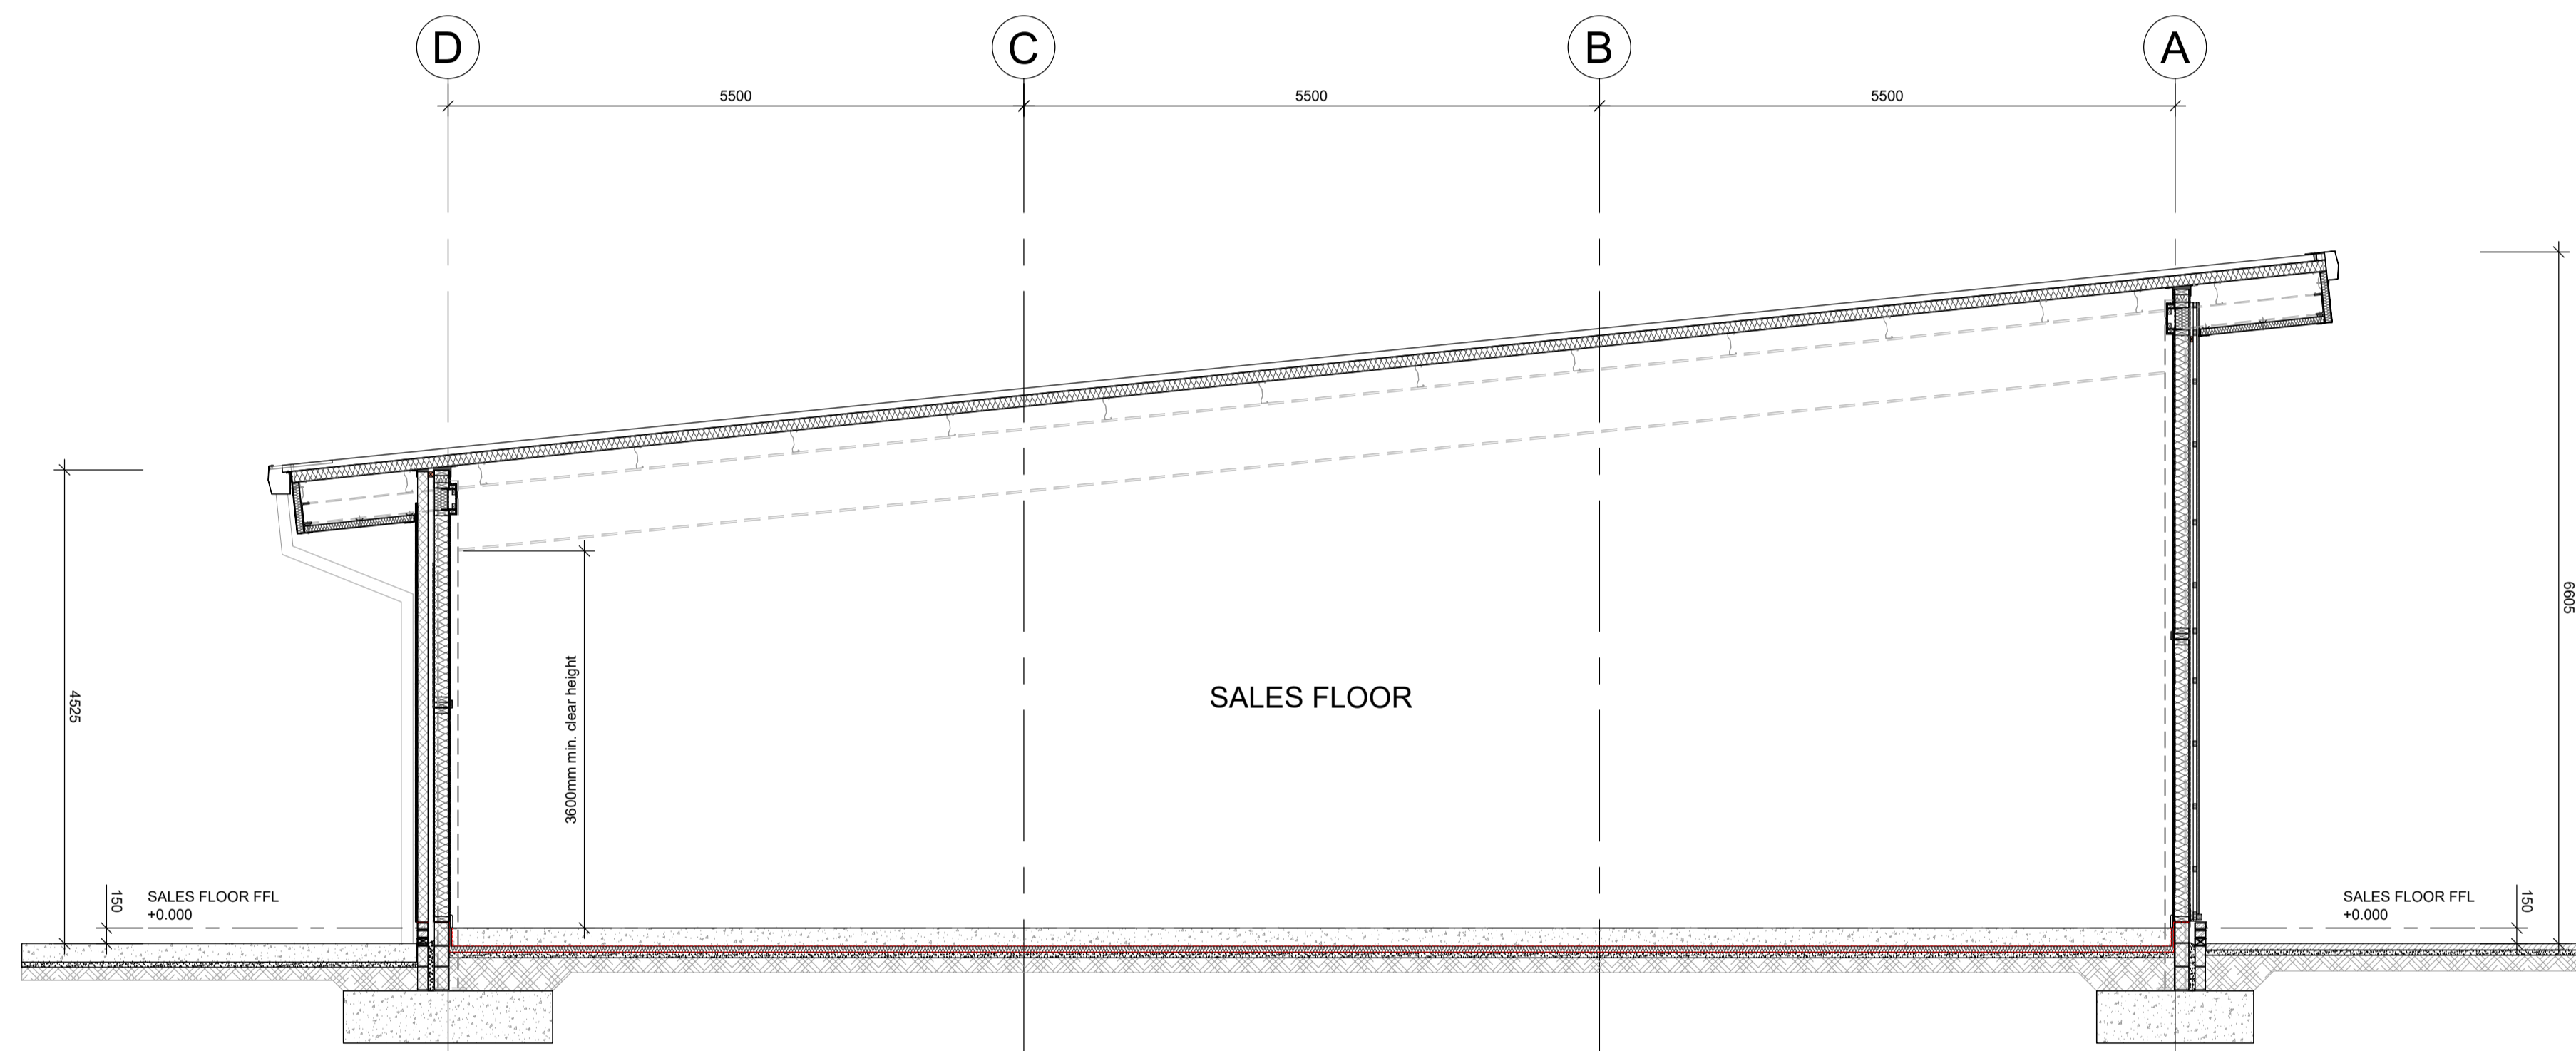 D
C
B
A
5500
5500
5500
4525
6605
3600mm min. clear height
SALES FLOOR
150
SALES FLOOR FFL
+0.000
SALES FLOOR FFL
+0.000
150